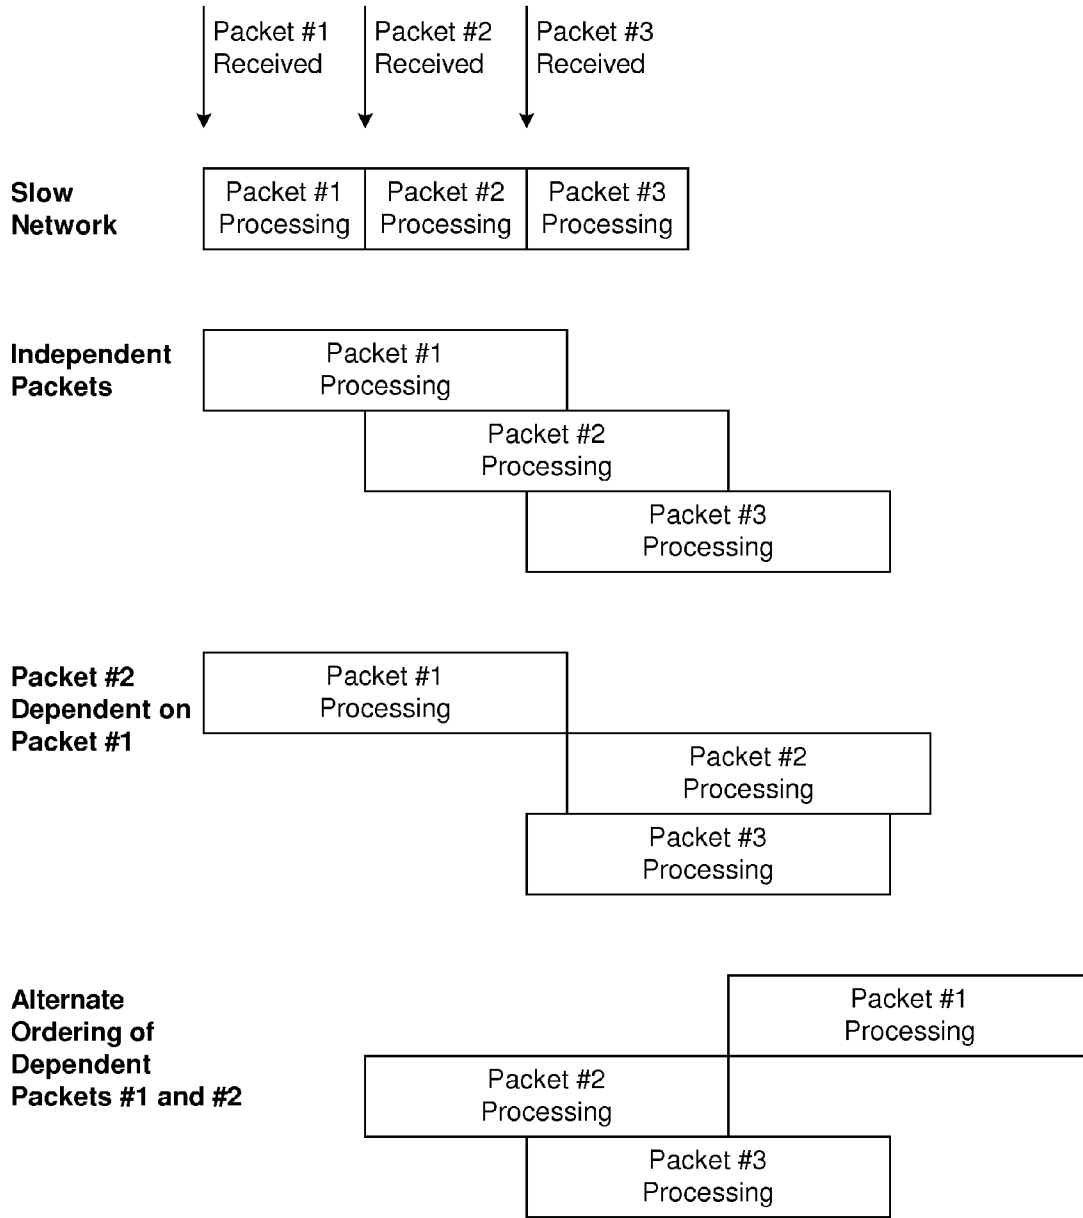 Packet #1
Received
Packet #2
Received
Packet #3
Received
Slow
Network
Packet #1
Processing
Packet #2
Processing
Packet #3
Processing
Independent
Packets
Packet #1
Processing
Packet #2
Processing
Packet #3
Processing
Packet #2
Dependent on
Packet #1
Packet #1
Processing
Packet #2
Processing
Packet #3
Processing
Alternate
Ordering of
Dependent
Packets #1 and #2
Packet #1
Processing
Packet #2
Processing
Packet #3
Processing